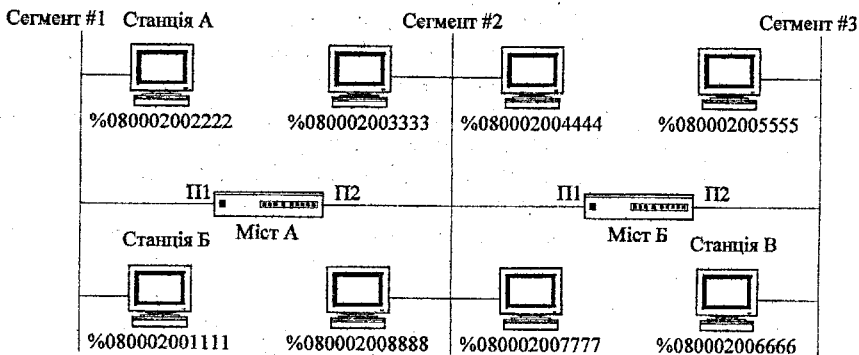 Сегмент #1 Станція А Сегмент #2 Сегмент #3
%080002002222 %080002003333 %080002004444 %080002005555
П1 П2 П1 П2
Міст А Міст Б
Станція Б Станція В
%080002001111 %080002008888 %080002007777 %080002006666